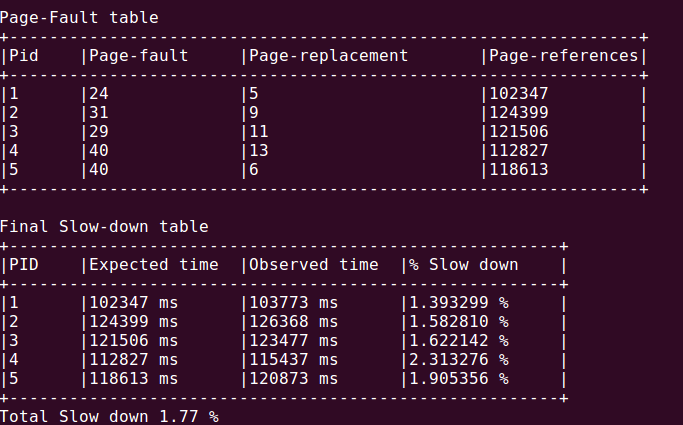 Page-Fault table
+---------------------------------------------------------------+
|Pid    |Page-fault     |Page-replacement       |Page-references|
+---------------------------------------------------------------+
|1      |24             |5                      |102347         |
|2      |31             |9                      |124399         |
|3      |29             |11                     |121506         |
|4      |40             |13                     |112827         |
|5      |40             |6                      |118613         |
+---------------------------------------------------------------+
Final Slow-down table
+-------------------------------------------------------+
|PID    |Expected time  |Observed time  |% Slow down    |
+-------------------------------------------------------+
|1      |102347 ms      |103773 ms      |1.393299 %     |
|2      |124399 ms      |126368 ms      |1.582810 %     |
|3      |121506 ms      |123477 ms      |1.622142 %     |
|4      |112827 ms      |115437 ms      |2.313276 %     |
|5      |118613 ms      |120873 ms      |1.905356 %     |
+-------------------------------------------------------+
Total Slow down 1.77 %